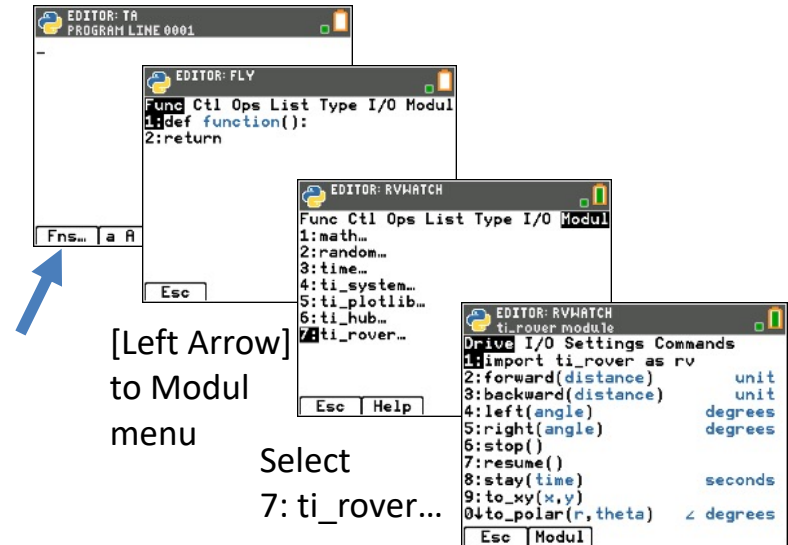 EDITOR: TA
PROGRAM LINE 0001
Fns… a A
EDITOR: FLY
Func Ctl Ops List Type I/O Modul
1:def function():
2:return
Esc
EDITOR: RVWATCH
Func Ctl Ops List Type I/O Modul
1:math…
2:random…
3:time…
4:ti_system…
5:ti_plotlib…
6:ti_hub…
7:ti_rover…
Esc Help
[Left Arrow]
to Modul
menu
Select
7: ti_rover…
EDITOR: RVWATCH
ti_rover module
Drive I/O Settings Commands
1:import ti_rover as rv
2:forward(distance) unit
3:backward(distance) unit
4:left(angle) degrees
5:right(angle) degrees
6:stop()
7:resume()
8:stay(time) seconds
9:to_xy(x,y)
0↓to_polar(r,theta) ∠ degrees
Esc Modul